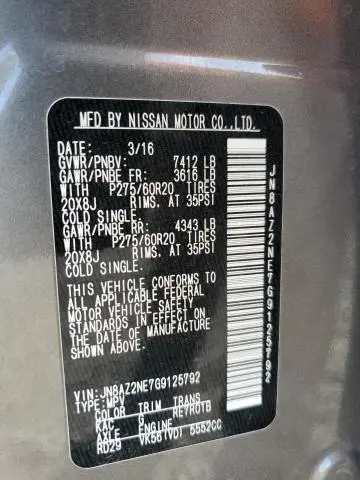 MFD BY NISSAN MOTOR CO.,LTD.
3/16
GVWR/PNBV: 7412 LB
GAWR/PNBE FR: 3616 LB
WITH P275/60R20 TIRES
20X8J RIMS, AT 35PSI
COLD SINGLE.
GAWR/PNBE RR: 4343 LB
WITH P275/60R20 TIRES
20X8J RIMS, AT 35PSI
COLD SINGLE.
THIS VEHICLE CONFORMS TO
ALL APPLICABLE FEDERAL
MOTOR VEHICLE SAFETY
STANDARDS IN EFFECT ON
THE DATE OF MANUFACTURE
SHOWN ABOVE.
VIN:JN8AZ2NE7G9125792
TYPE:MPV
COLOR TRIM TRANS
KAC G RE7R01B
AXLE ENGINE
RD29 VK56(VD) 5552CC
JN8AZ2NE7G9125792